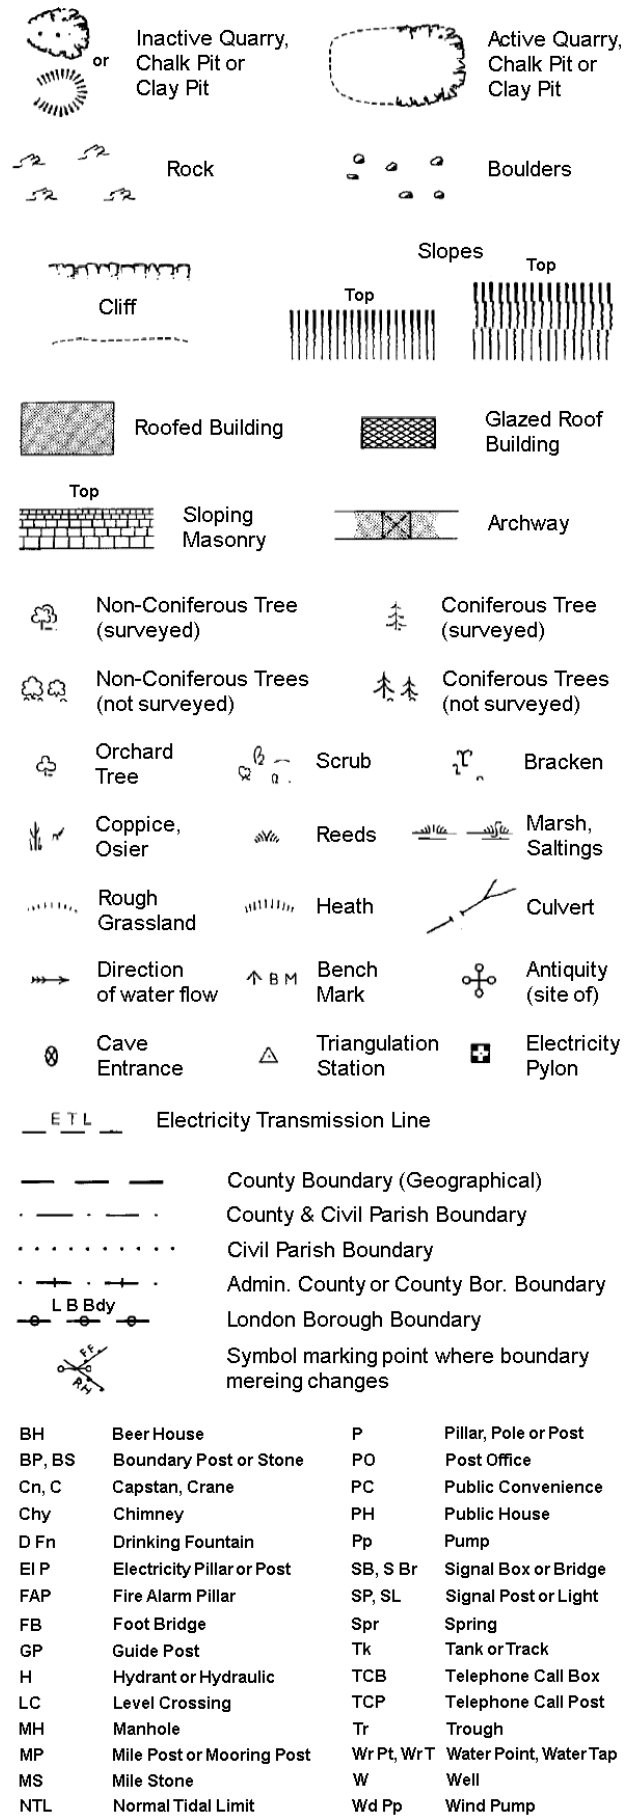 or
Inactive Quarry,
Chalk Pit or
Clay Pit
Active Quarry,
Chalk Pit or
Clay Pit
Rock
Boulders
Cliff
Slopes
Top
Top
Roofed Building
Glazed Roof
Building
Top
Sloping
Masonry
Archway
Non-Coniferous Tree
(surveyed)
Coniferous Tree
(surveyed)
Non-Coniferous Trees
(not surveyed)
Coniferous Trees
(not surveyed)
Orchard
Tree
Scrub
Bracken
Coppice,
Osier
Reeds
Marsh,
Saltings
Rough
Grassland
Heath
Culvert
Direction
of water flow
B M
Bench
Mark
Antiquity
(site of)
Cave
Entrance
Triangulation
Station
Electricity
Pylon
E T L
Electricity Transmission Line
County Boundary (Geographical)
County & Civil Parish Boundary
Civil Parish Boundary
Admin. County or County Bor. Boundary
L B Bdy
London Borough Boundary
FF
RH
Symbol marking point where boundary
mereing changes
BH Beer House P Pillar, Pole or Post
BP, BS Boundary Post or Stone PO Post Office
Cn, C Capstan, Crane PC Public Convenience
Chy Chimney PH Public House
D Fn Drinking Fountain Pp Pump
El P Electricity Pillar or Post SB, S Br Signal Box or Bridge
FAP Fire Alarm Pillar SP, SL Signal Post or Light
FB Foot Bridge Spr Spring
GP Guide Post Tk Tank or Track
H Hydrant or Hydraulic TCB Telephone Call Box
LC Level Crossing TCP Telephone Call Post
MH Manhole Tr Trough
MP Mile Post or Mooring Post Wr Pt, Wr T Water Point, Water Tap
MS Mile Stone W Well
NTL Normal Tidal Limit Wd Pp Wind Pump